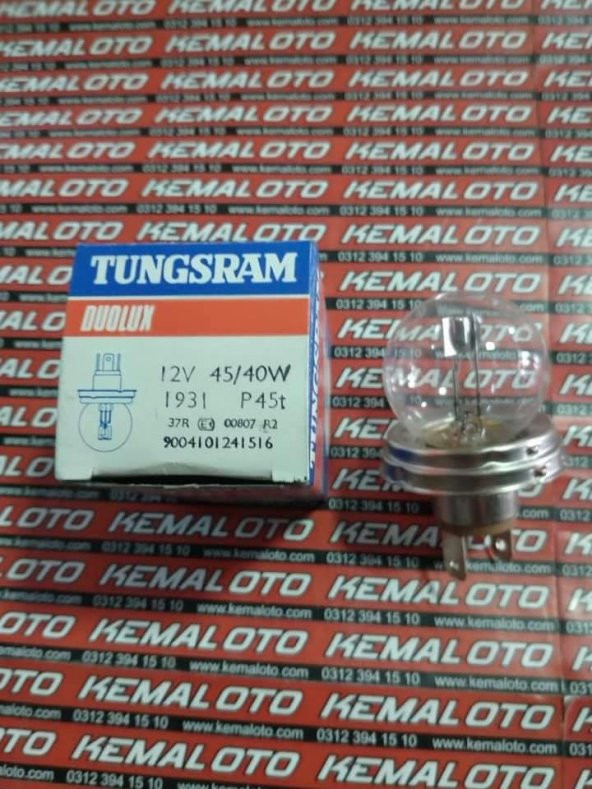 KEMALOTO
0312 394 15 10 www.kemaloto.com
TUNGSRAM
DUOLUX
12V 45/40W
1931 P45t
37R E1 00807 R2
9004101241516
TUNGSRAM